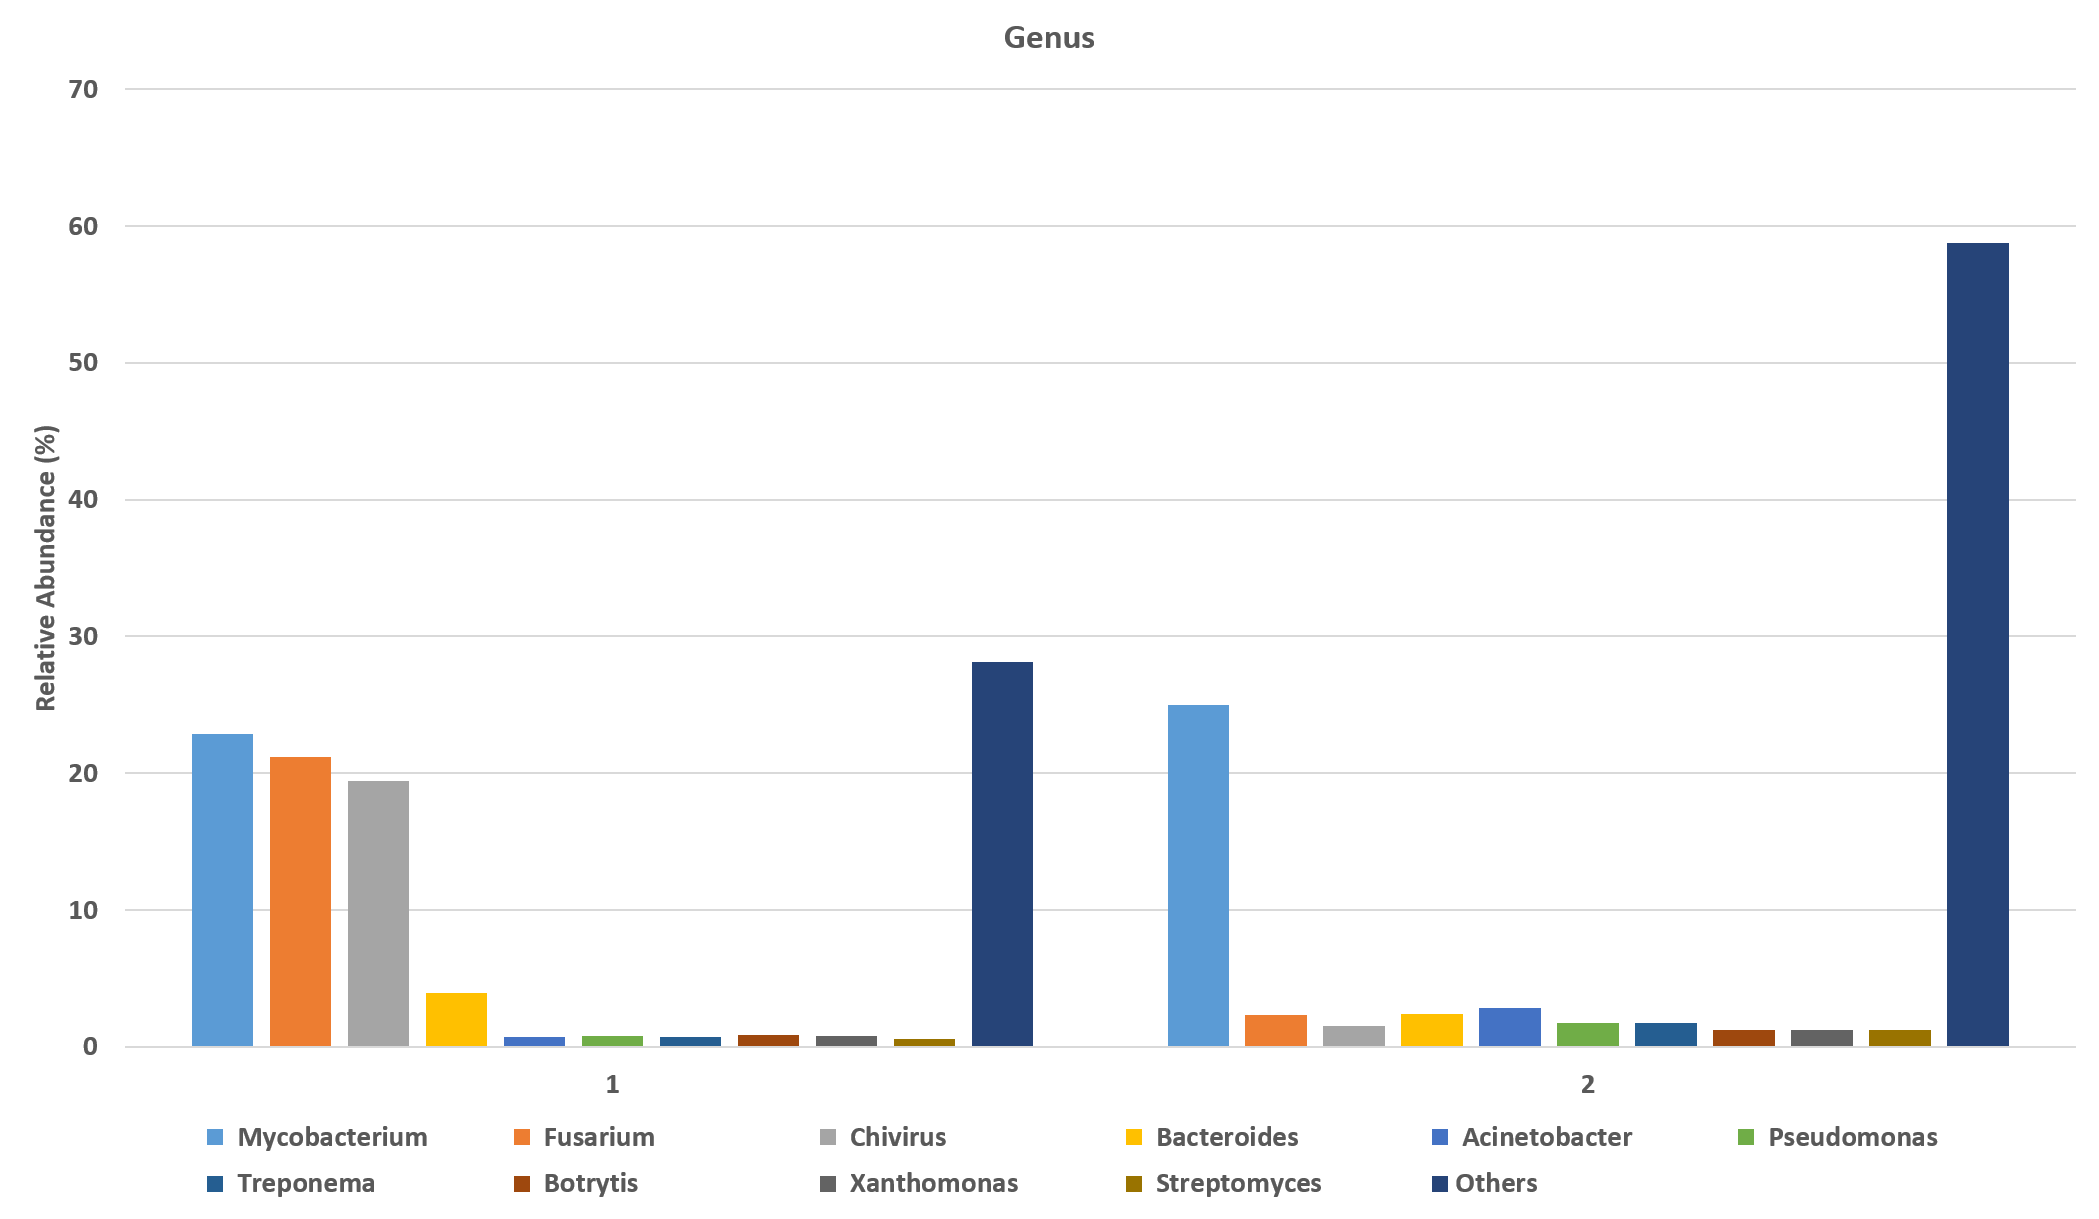 Genus
70
60
50
40
30
20
10
0
Relative Abundance (%)
1 2
Mycobacterium Fusarium Chivirus Bacteroides Acinetobacter Pseudomonas
Treponema Botrytis Xanthomonas Streptomyces Others